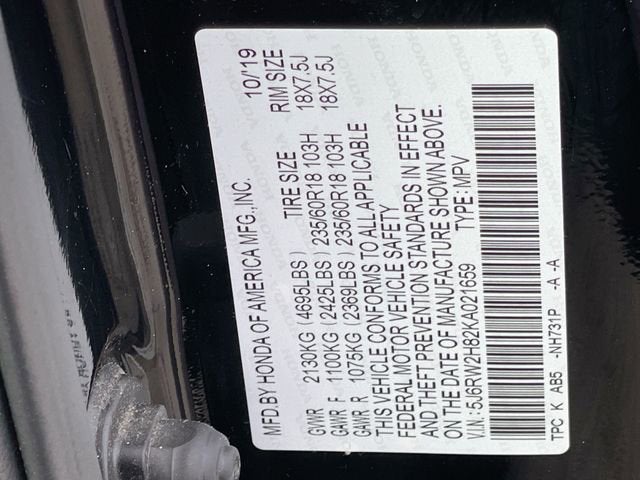 MFD.BY HONDA OF AMERICA MFG.,INC. 10/'19
TIRE SIZE RIM SIZE
GVWR 2130KG (4695LBS)
GAWR F 1100KG (2425LBS) 235/60R18 103H 18X7.5J
GAWR R 1075KG (2369LBS) 235/60R18 103H 18X7.5J
THIS VEHICLE CONFORMS TO ALL APPLICABLE
FEDERAL MOTOR VEHICLE SAFETY
AND THEFT PREVENTION STANDARDS IN EFFECT
ON THE DATE OF MANUFACTURE SHOWN ABOVE.
V.I.N: 5J6RW2H82KA021659 TYPE: MPV
TPC K AB5 -NH731P -A -A